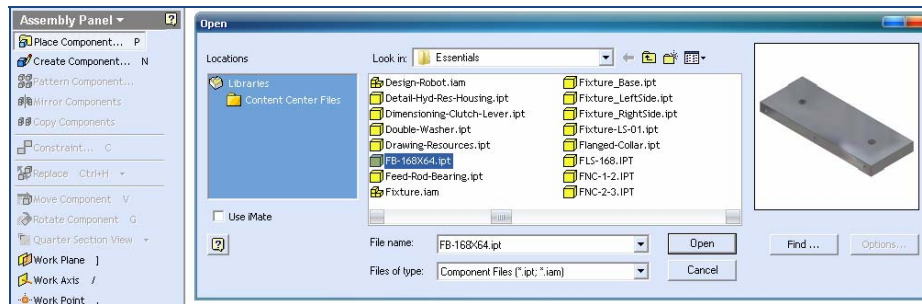 Assembly Panel
Place Component... P
Create Component... N
Pattern Component...
Mirror Components
Copy Components
Constraint... C
Replace Ctrl+H
Move Component V
Rotate Component G
Quarter Section View
Work Plane ]
Work Axis /
Work Point .
Open
Locations
Libraries
Content Center Files
Use iMate
Look in: Essentials
Design-Robot.iam
Detail-Hyd-Res-Housing.ipt
Dimensioning-Clutch-Lever.ipt
Double-Washer.ipt
Drawing-Resources.ipt
FB-168X64.ipt
Feed-Rod-Bearing.ipt
Fixture.iam
Fixture_Base.ipt
Fixture_LeftSide.ipt
Fixture_RightSide.ipt
Fixture-LS-01.ipt
Flanged-Collar.ipt
FLS-168.IPT
FNC-1-2.IPT
FNC-2-3.IPT
File name: FB-168X64.ipt
Files of type: Component Files (*.ipt; *.iam)
Open
Cancel
Find ...
Options...